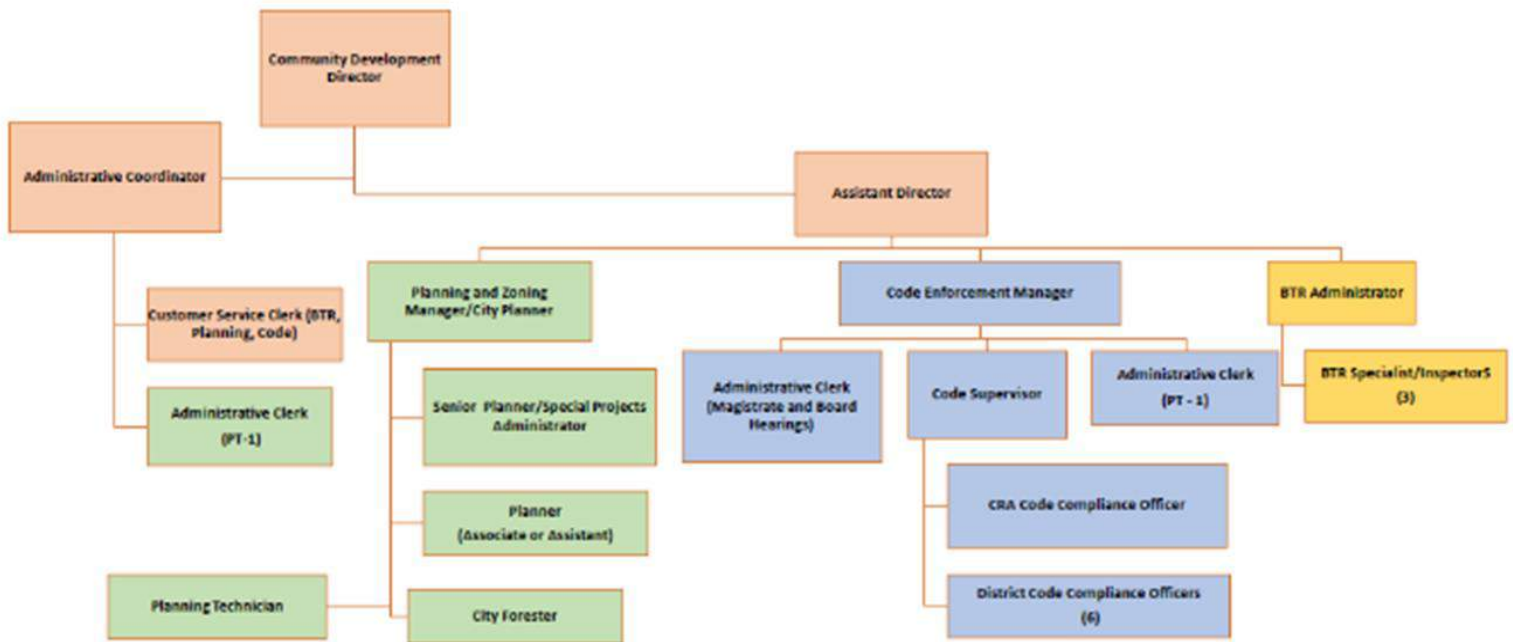 Community Development
Director
Administrative Coordinator
Assistant Director
Customer Service Clerk (BTR,
Planning, Code)
Administrative Clerk
(PT-1)
Planning and Zoning
Manager/City Planner
Senior Planner/Special Projects
Administrator
Planner
(Associate or Assistant)
Planning Technician
City Forester
Code Enforcement Manager
Administrative Clerk
(Magistrate and Board
Hearings)
Code Supervisor
Administrative Clerk
(PT - 1)
CRA Code Compliance Officer
District Code Compliance Officers
(6)
BTR Administrator
BTR Specialist/InspectorS
(3)